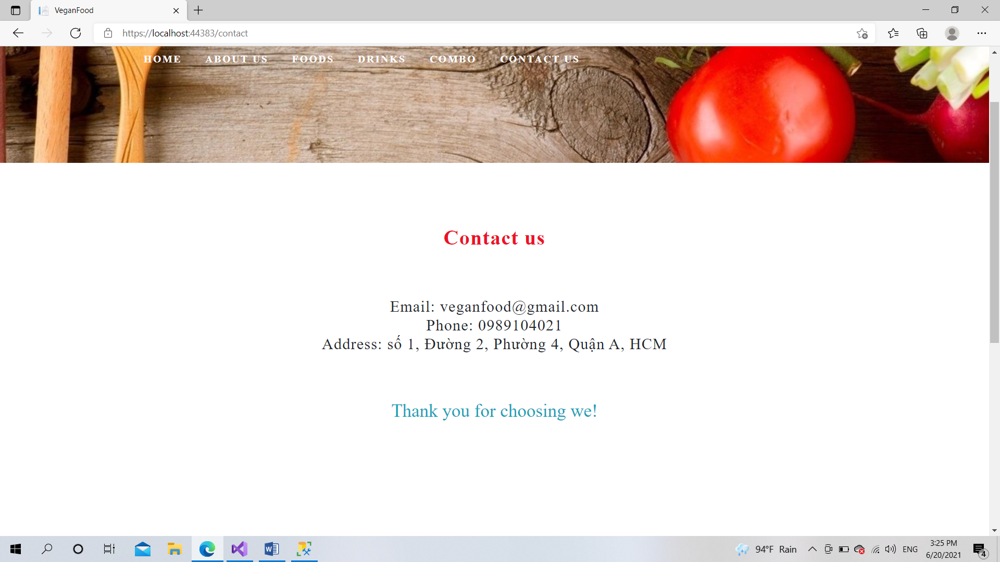 VeganFood
https://localhost:44383/contact
HOME ABOUT US FOODS DRINKS COMBO CONTACT US
Contact us
Email: veganfood@gmail.com
Phone: 0989104021
Address: số 1, Đường 2, Phường 4, Quận A, HCM
Thank you for choosing we!
94°F Rain ENG 3:25 PM
6/20/2021 4